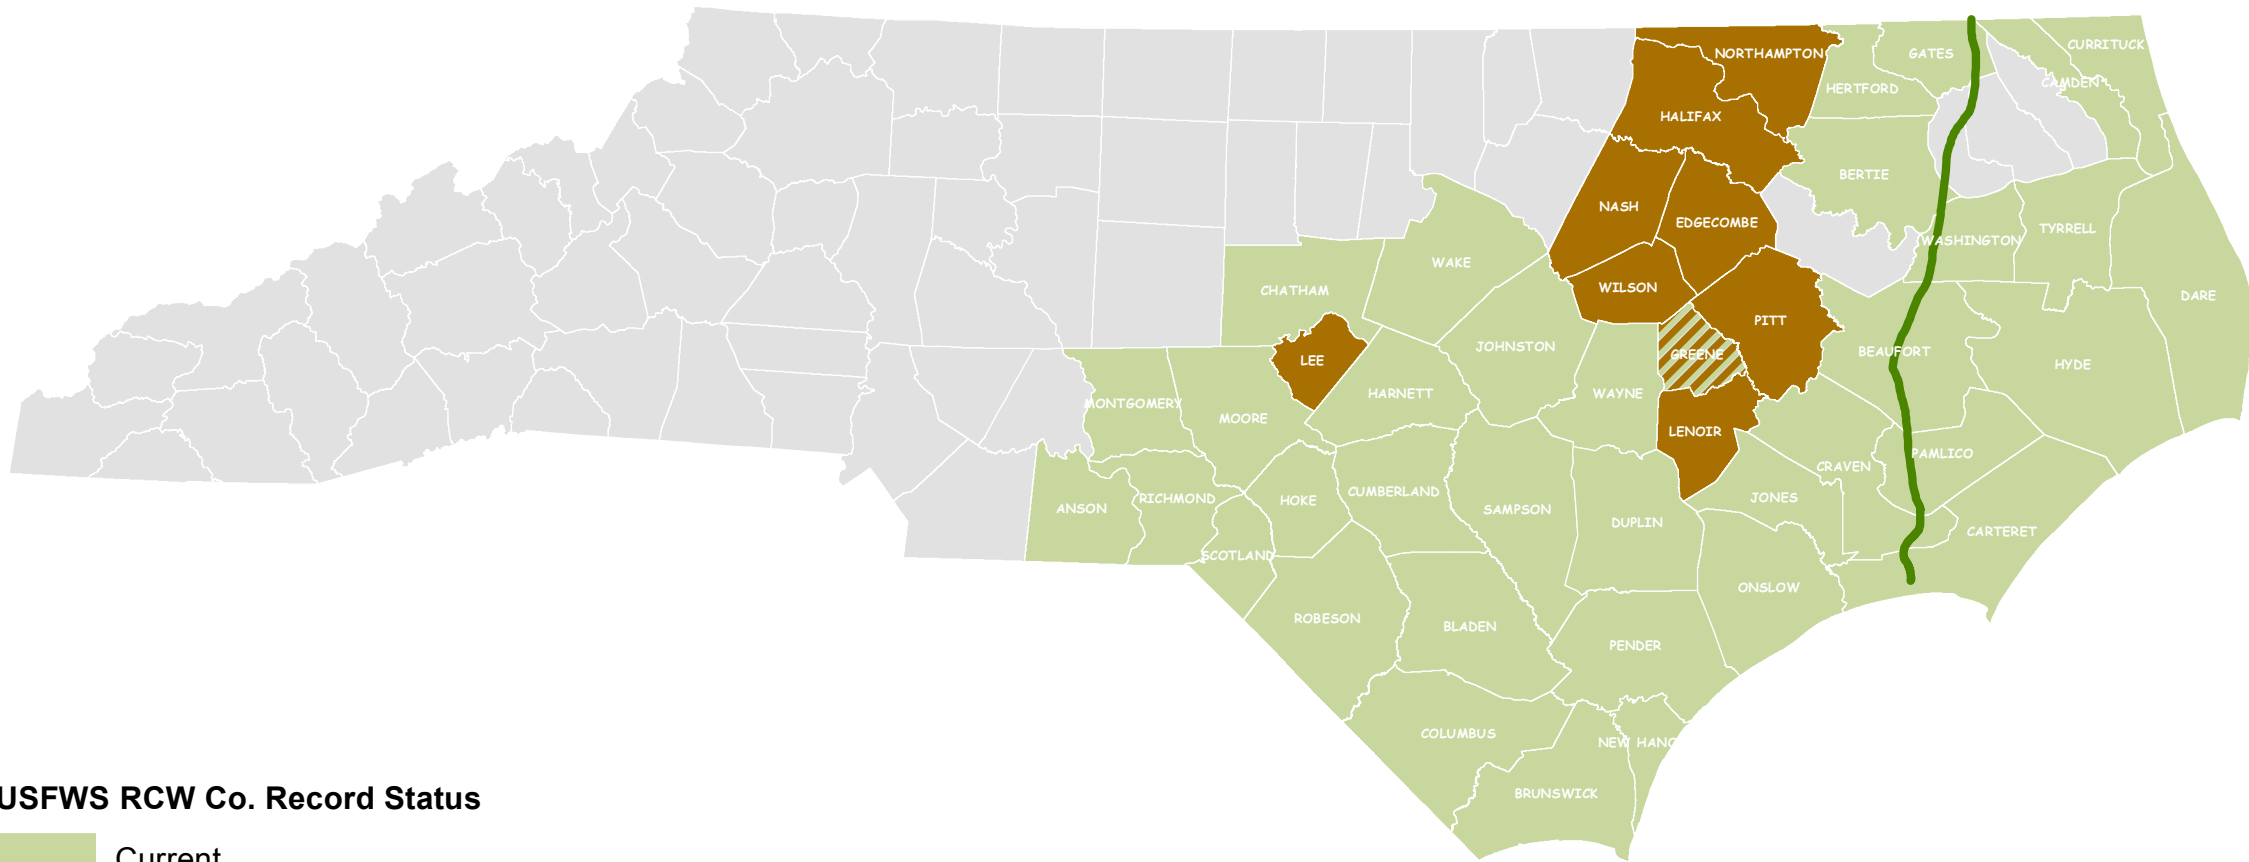 NORTHAMPTON
GATES
CURRITUCK
HERTFORD
CAMDEN
HALIFAX
BERTIE
NASH
EDGECOMBE
WASHINGTON
TYRRELL
WAKE
CHATHAM
WILSON
DARE
PITT
LEE
JOHNSTON
GREENE
BEAUFORT
HYDE
MONTGOMERY
MOORE
HARNETT
WAYNE
LENOIR
PAMLICO
CRAVEN
ANSON
RICHMOND
HOKE
CUMBERLAND
SAMPSON
DUPLIN
JONES
CARTERET
SCOTLAND
ONSLOW
ROBESON
BLADEN
PENDER
COLUMBUS
NEW HANO
BRUNSWICK
USFWS RCW Co. Record Status
Current